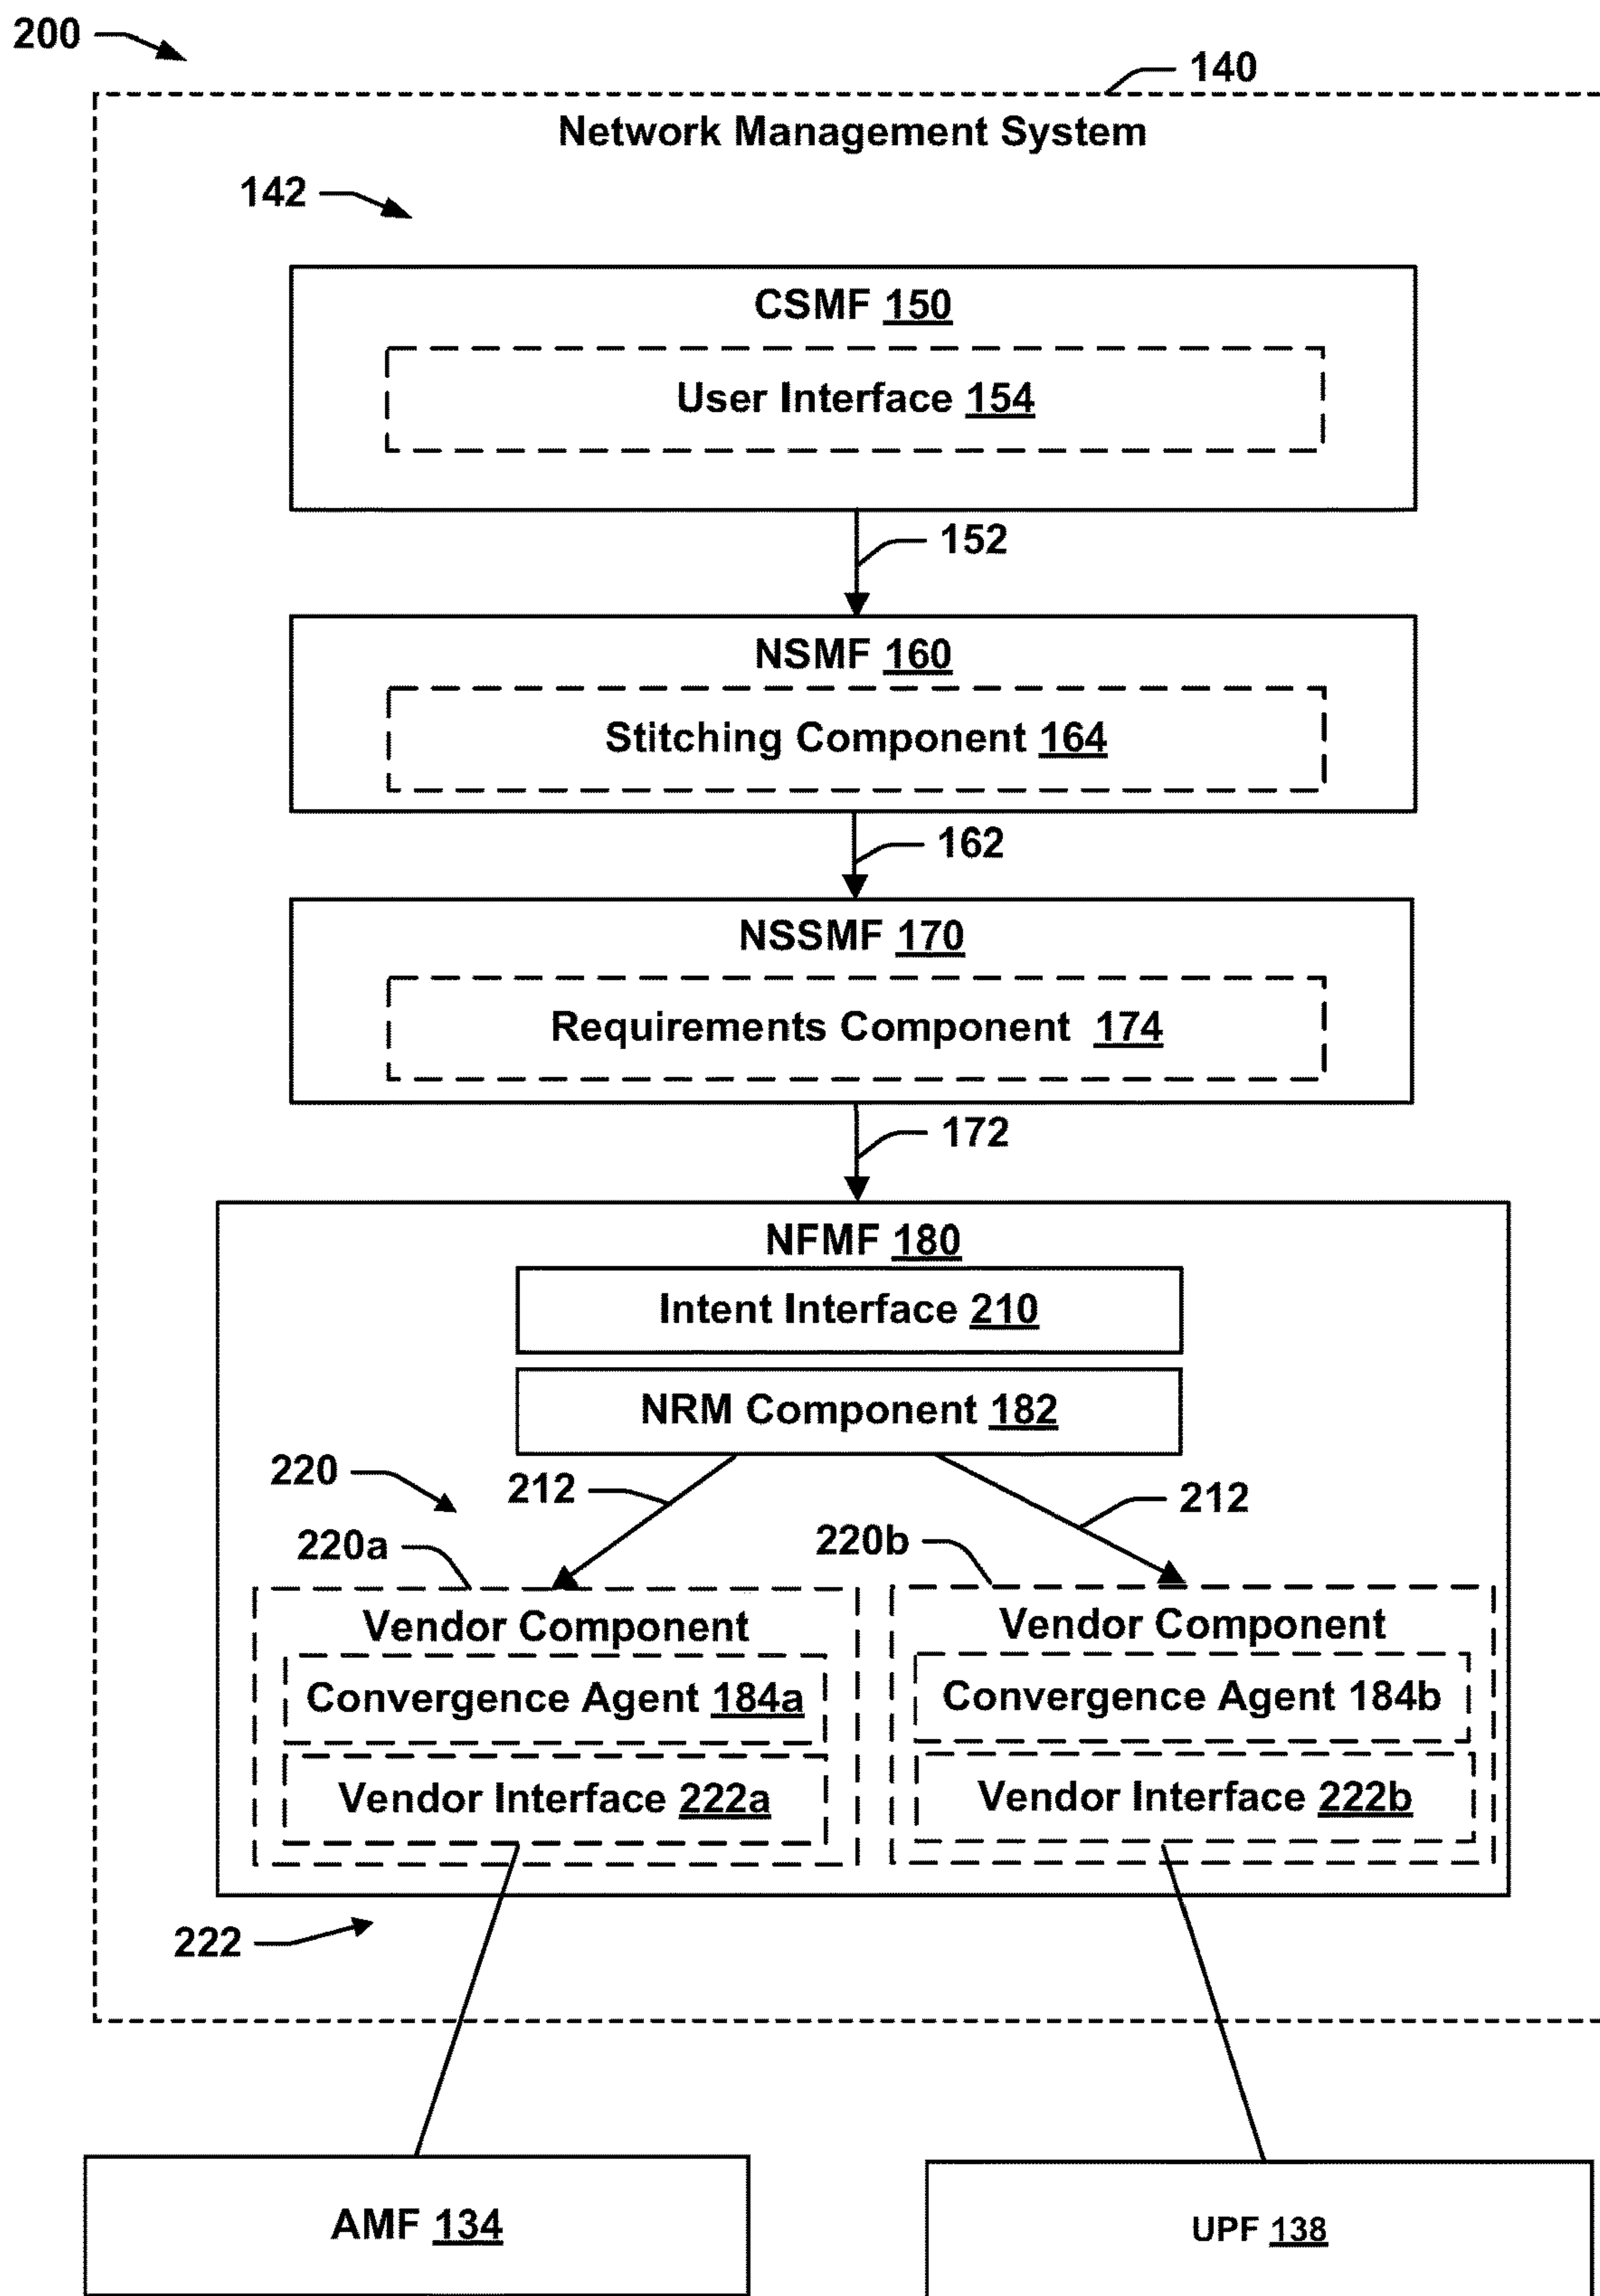 200
140
Network Management System
142
CSMF 150
User Interface 154
152
NSMF 160
Stitching Component 164
162
NSSMF 170
Requirements Component 174
172
NFMF 180
Intent Interface 210
NRM Component 182
220
212
212
220a
220b
Vendor Component
Convergence Agent 184a
Vendor Interface 222a
Vendor Component
Convergence Agent 184b
Vendor Interface 222b
222
AMF 134
UPF 138